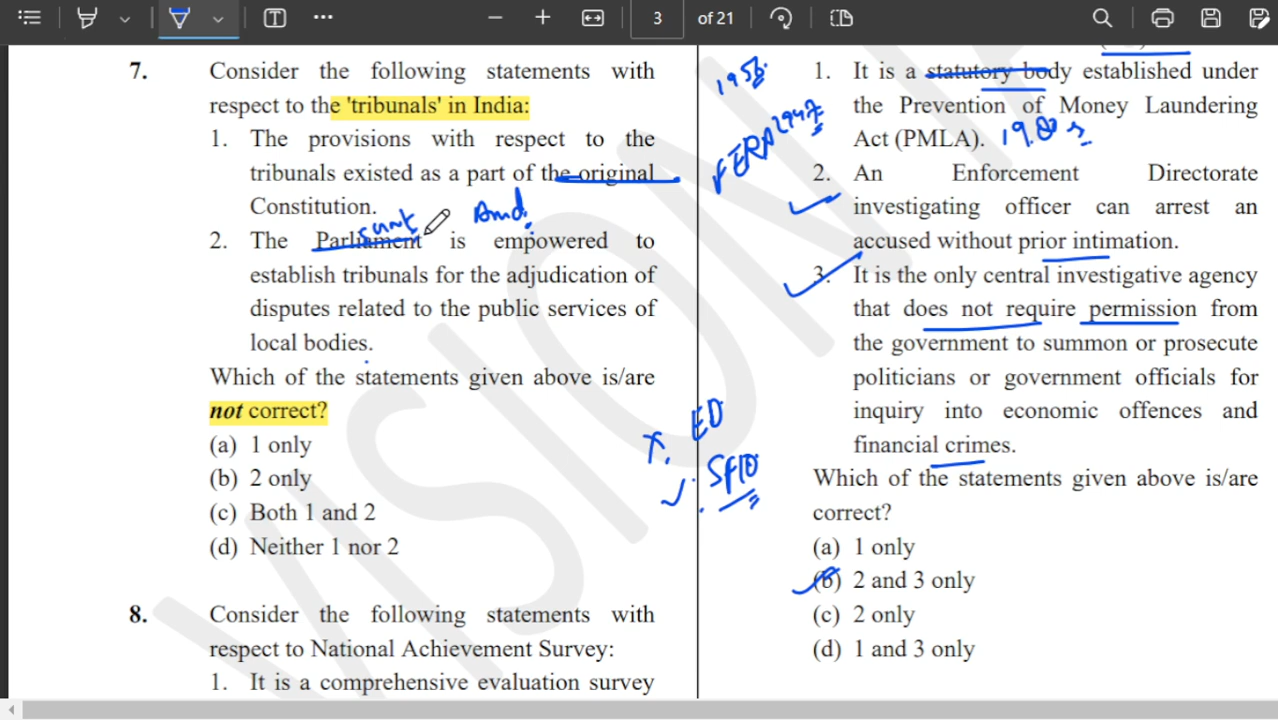 3 of 21
7. Consider the following statements with
respect to the 'tribunals' in India:
1. The provisions with respect to the
tribunals existed as a part of the original
Constitution.
Amd.
2. The Parliament is empowered to
establish tribunals for the adjudication of
disputes related to the public services of
local bodies.
Which of the statements given above is/are
not correct?
(a) 1 only
(b) 2 only
(c) Both 1 and 2
(d) Neither 1 nor 2
8. Consider the following statements with
respect to National Achievement Survey:
1. It is a comprehensive evaluation survey
1956
FERA 1947
ED
SFIO
1. It is a statutory body established under
the Prevention of Money Laundering
Act (PMLA).
2. An Enforcement Directorate
investigating officer can arrest an
accused without prior intimation.
3. It is the only central investigative agency
that does not require permission from
the government to summon or prosecute
politicians or government officials for
inquiry into economic offences and
financial crimes.
Which of the statements given above is/are
correct?
(a) 1 only
(b) 2 and 3 only
(c) 2 only
(d) 1 and 3 only
VISION IA